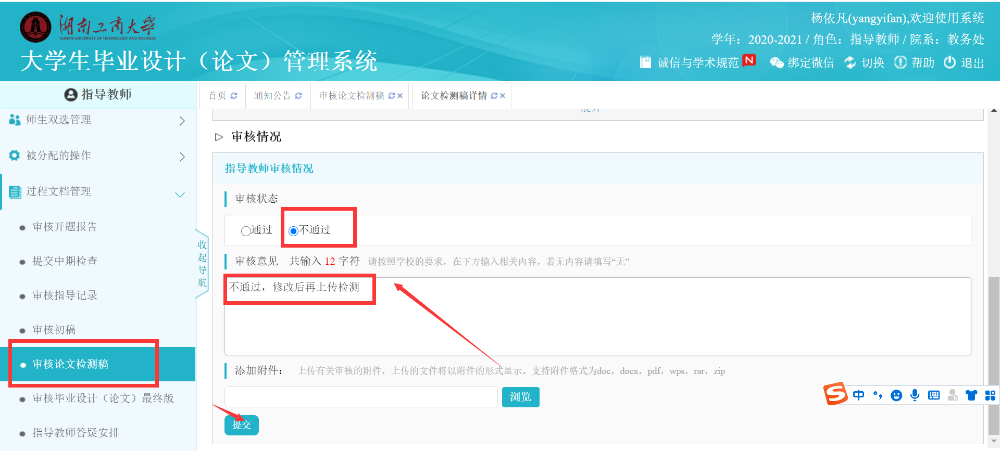 湖南工商大学
HUNAN UNIVERSITY OF TECHNOLOGY AND BUSINESS
大学生毕业设计（论文）管理系统
杨依凡(yangyifan),欢迎使用系统
学年：2020-2021 / 角色：指导教师 / 院系：教务处
诚信与学术规范 N 绑定微信 切换 帮助 退出
指导教师
师生双选管理
被分配的操作
过程文档管理
审核开题报告
提交中期检查
审核指导记录
审核初稿
审核论文检测稿
审核毕业设计（论文）最终版
指导教师答疑安排
收起导航
首页 通知公告 审核论文检测稿 论文检测稿详情
展开
审核情况
指导教师审核情况
审核状态
通过 不通过
审核意见 共输入 12 字符 请按照学校的要求，在下方输入相关内容，若无内容请填写“无”
不通过，修改后再上传检测
添加附件： 上传有关审核的附件，上传的文件将以附件的形式显示。支持附件格式为doc，docx，pdf，wps，rar，zip
浏览
提交
S 中